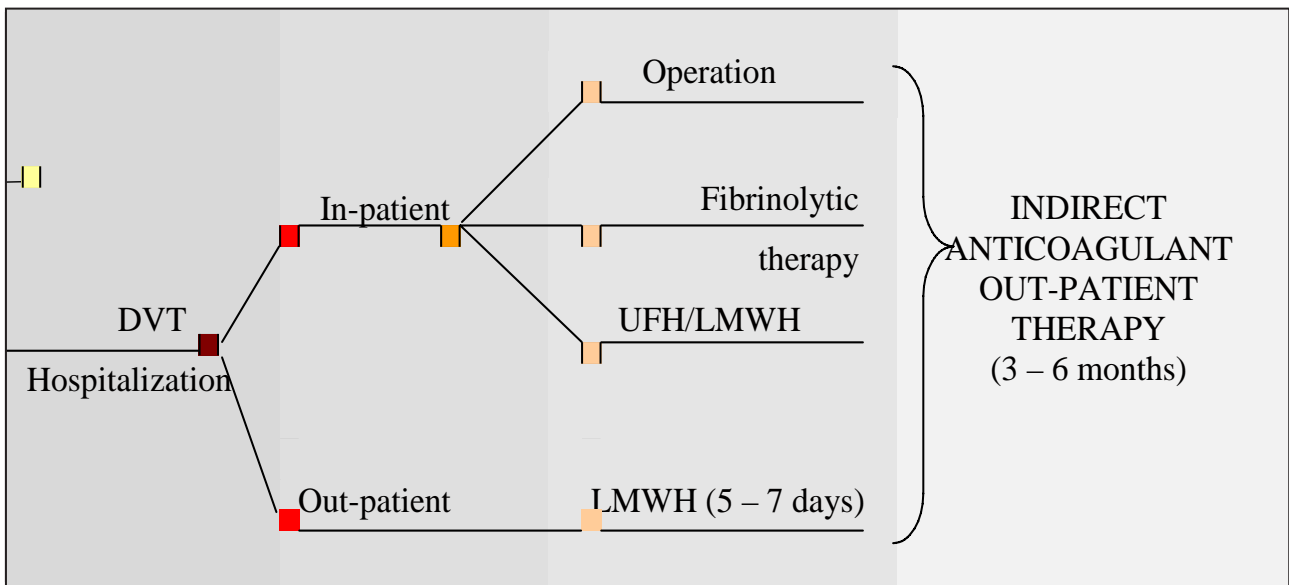 Operation
In-patient
Fibrinolytic
therapy
DVT
Hospitalization
UFH/LMWH
Out-patient
LMWH (5 – 7 days)
INDIRECT
ANTICOAGULANT
OUT-PATIENT
THERAPY
(3 – 6 months)